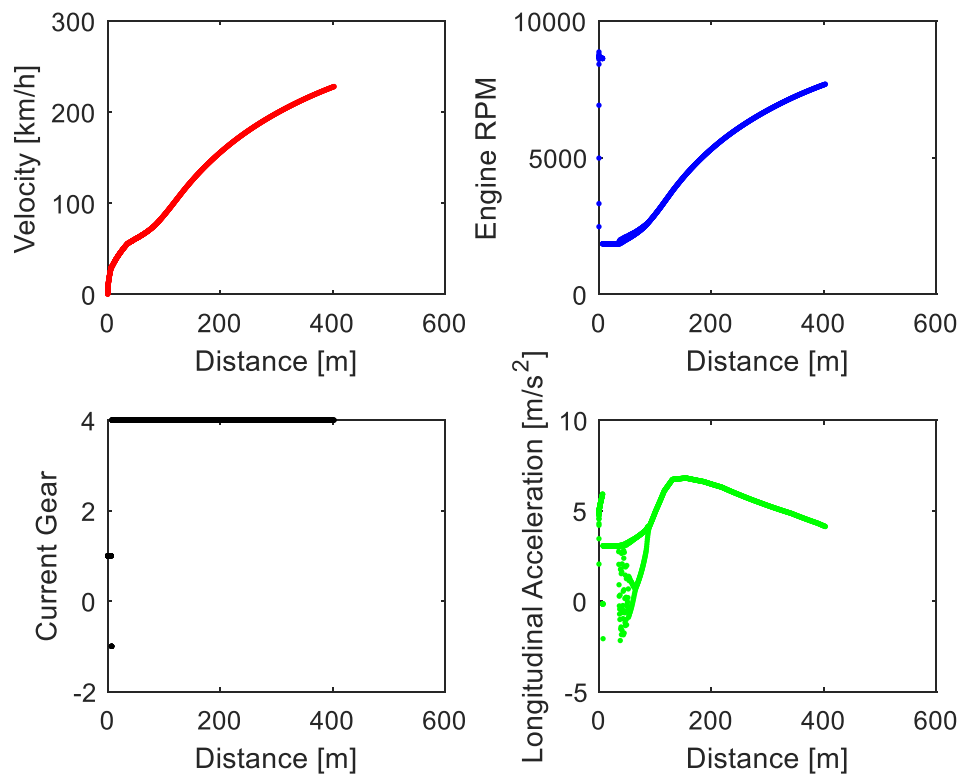 300
200
100
0
0 200 400 600
Distance [m]
Velocity [km/h]
10000
5000
0
0 200 400 600
Distance [m]
Engine RPM
4
2
0
-2
0 200 400 600
Distance [m]
Current Gear
10
5
0
-5
0 200 400 600
Distance [m]
Longitudinal Acceleration [m/s²]